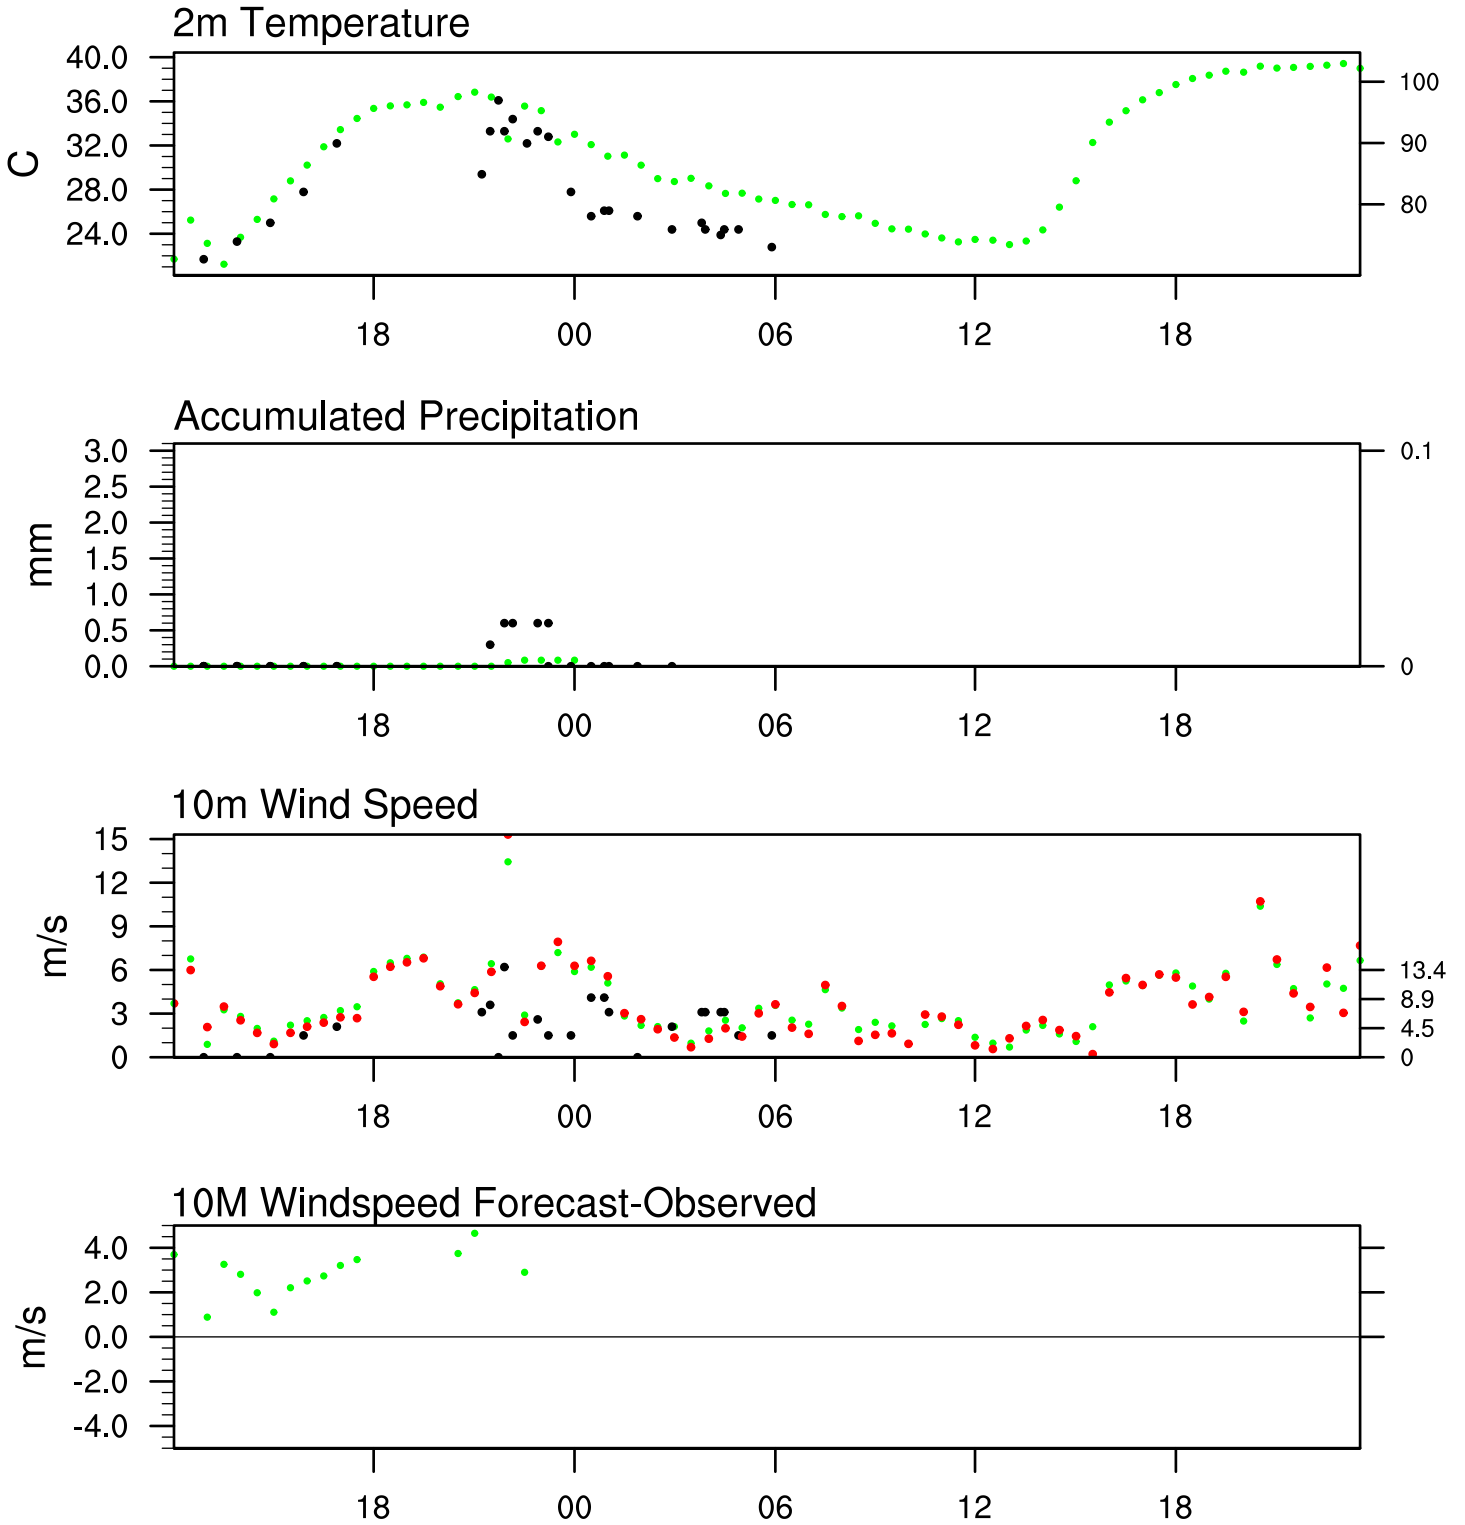 2m Temperature
40.0
36.0
32.0
28.0
24.0
C
100
90
80
18 00 06 12 18
Accumulated Precipitation
3.0
2.5
2.0
1.5
1.0
0.5
0.0
mm
0.1
0
18 00 06 12 18
10m Wind Speed
15
12
9
6
3
0
m/s
13.4
8.9
4.5
0
18 00 06 12 18
10M Windspeed Forecast-Observed
4.0
2.0
0.0
-2.0
-4.0
m/s
18 00 06 12 18